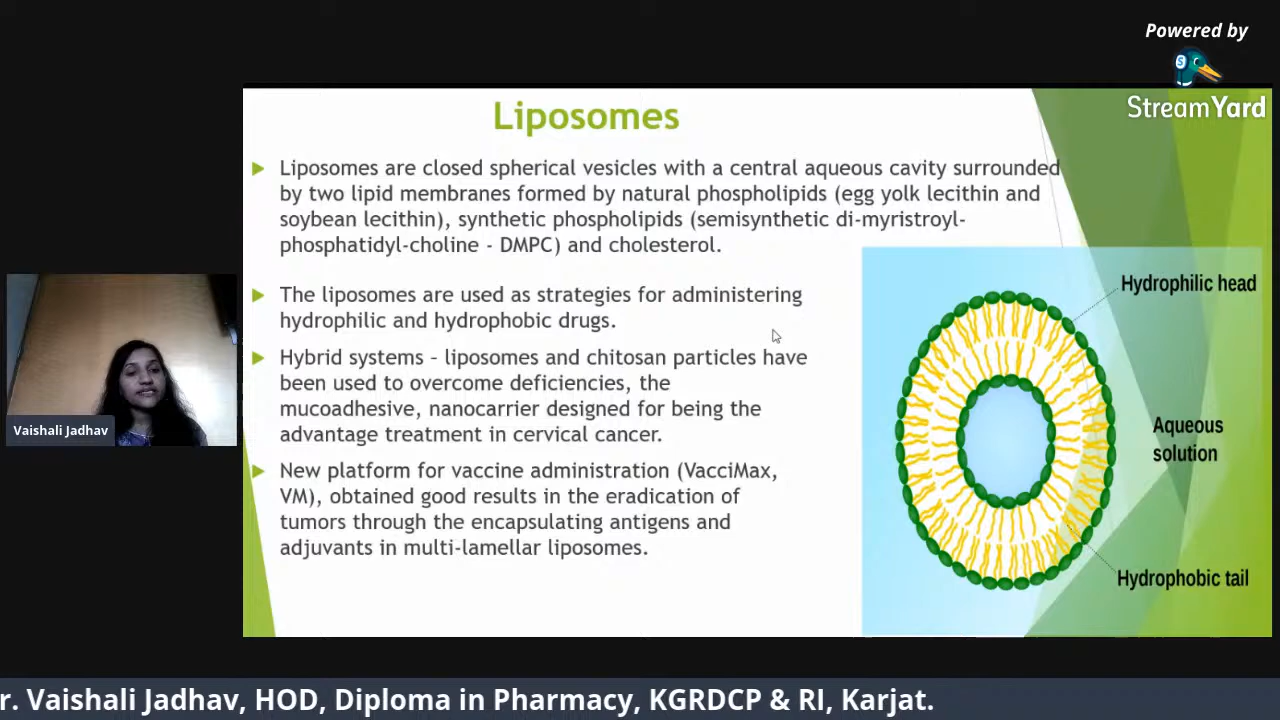 Powered by
StreamYard
Liposomes
Liposomes are closed spherical vesicles with a central aqueous cavity surrounded
by two lipid membranes formed by natural phospholipids (egg yolk lecithin and
soybean lecithin), synthetic phospholipids (semisynthetic di-myristroyl-
phosphatidyl-choline - DMPC) and cholesterol.
The liposomes are used as strategies for administering
hydrophilic and hydrophobic drugs.
Hybrid systems – liposomes and chitosan particles have
been used to overcome deficiencies, the
mucoadhesive, nanocarrier designed for being the
advantage treatment in cervical cancer.
New platform for vaccine administration (VacciMax,
VM), obtained good results in the eradication of
tumors through the encapsulating antigens and
adjuvants in multi-lamellar liposomes.
Hydrophilic head
Aqueous
solution
Hydrophobic tail
Vaishali Jadhav
r. Vaishali Jadhav, HOD, Diploma in Pharmacy, KGRDCP & RI, Karjat.